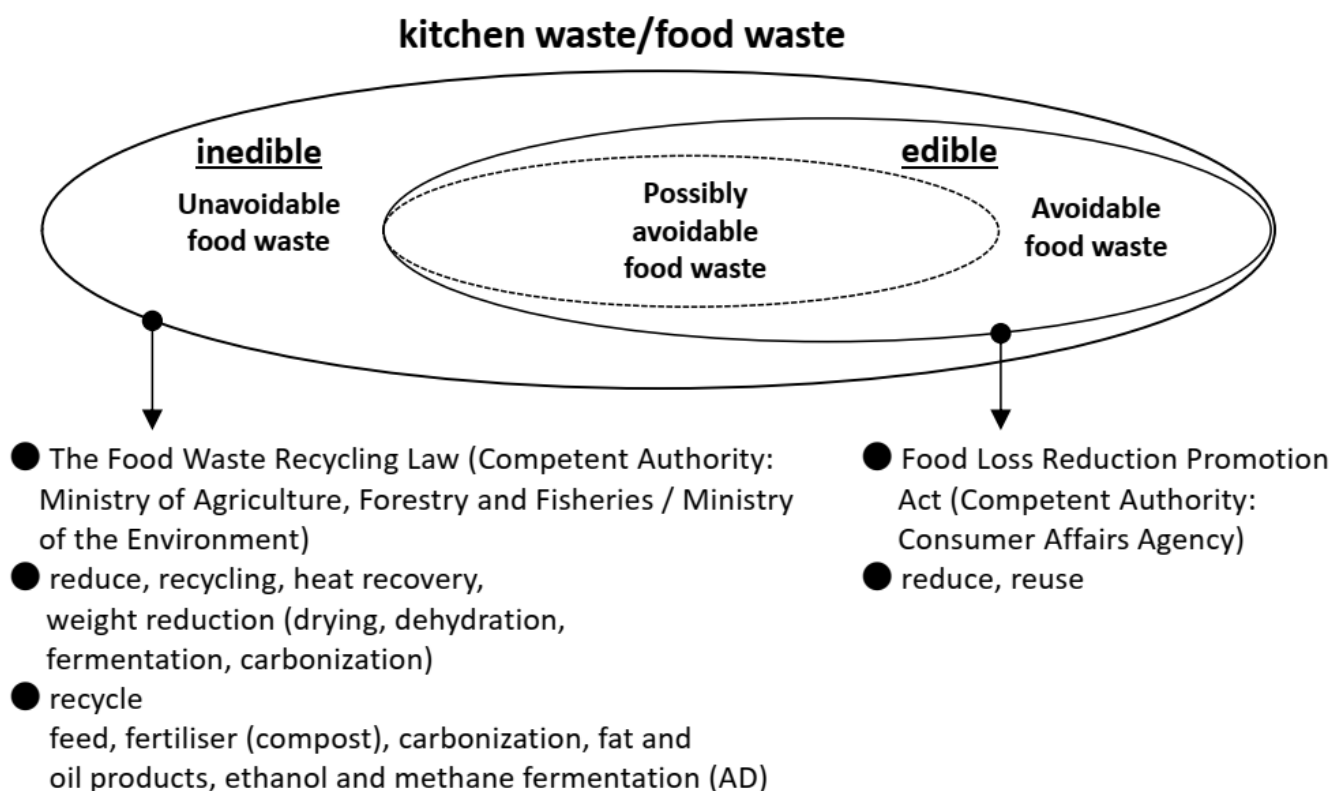 kitchen waste/food waste
inedible
Unavoidable
food waste
edible
Possibly
avoidable
food waste
Avoidable
food waste
● The Food Waste Recycling Law (Competent Authority:
Ministry of Agriculture, Forestry and Fisheries / Ministry
of the Environment)
● reduce, recycling, heat recovery,
weight reduction (drying, dehydration,
fermentation, carbonization)
● recycle
feed, fertiliser (compost), carbonization, fat and
oil products, ethanol and methane fermentation (AD)
● Food Loss Reduction Promotion
Act (Competent Authority:
Consumer Affairs Agency)
● reduce, reuse